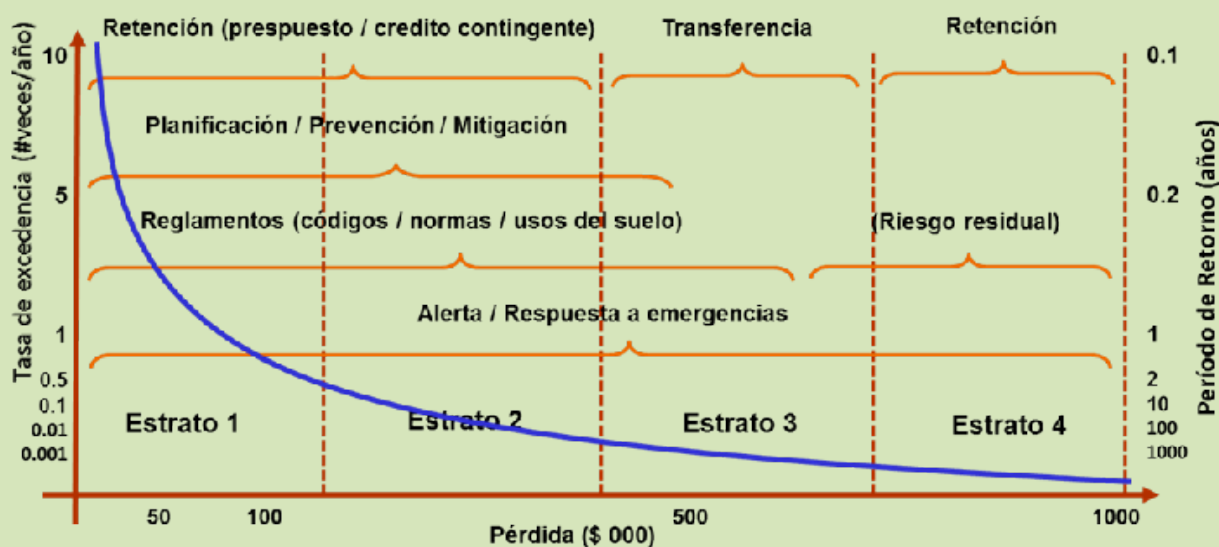 Retención (prespuesto / credito contingente)
Transferencia
Retención
10
0.1
Planificación / Prevención / Mitigación
5
0.2
Reglamentos (códigos / normas / usos del suelo)
(Riesgo residual)
Alerta / Respuesta a emergencias
1
1
0.5
2
0.1
10
0.01
100
0.001
1000
Estrato 1
Estrato 2
Estrato 3
Estrato 4
50
100
500
1000
Pérdida ($ 000)
Tasa de excedencia (#veces/año)
Período de Retorno (años)